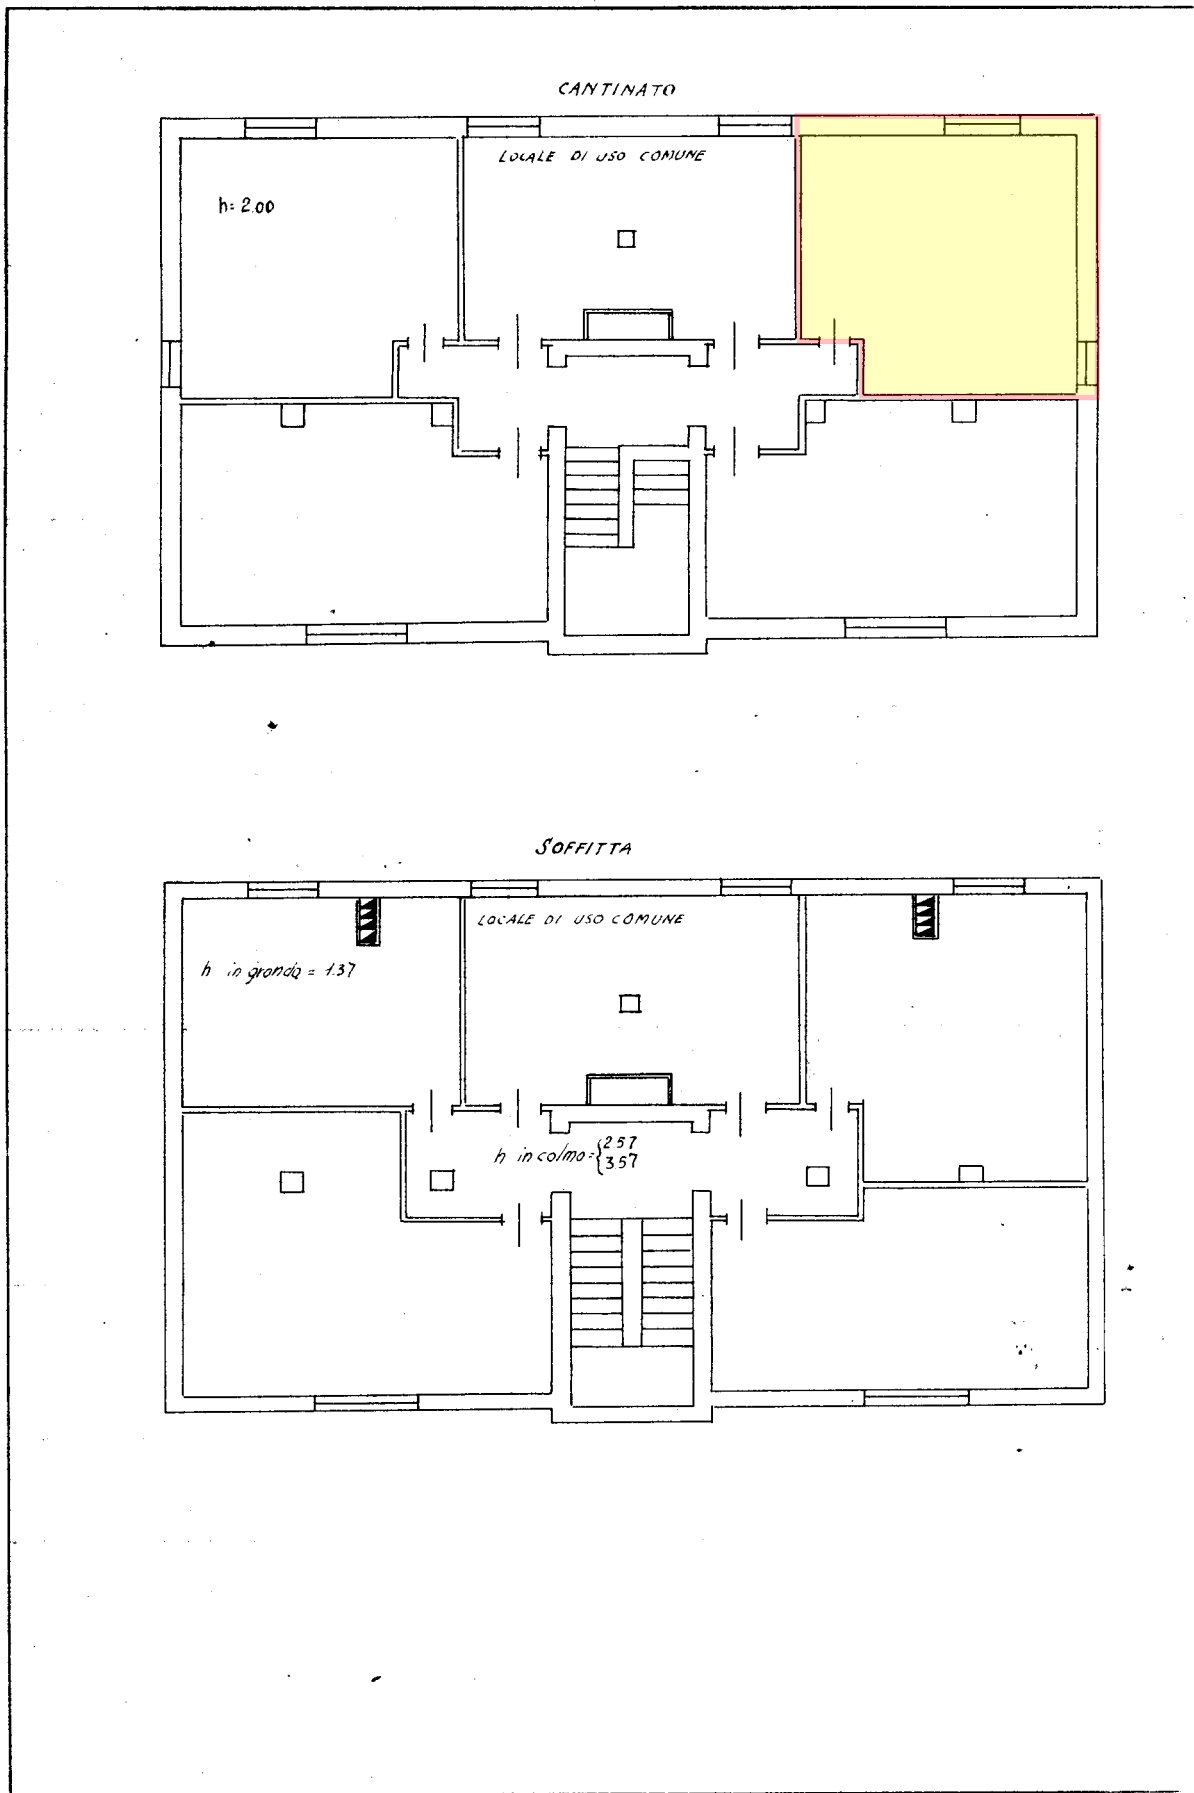 CANTINATO
LOCALE DI USO COMUNE
h= 2.00
SOFFITTA
LOCALE DI USO COMUNE
h in gronda = 1.37
h in colmo = { 2.57
3.57